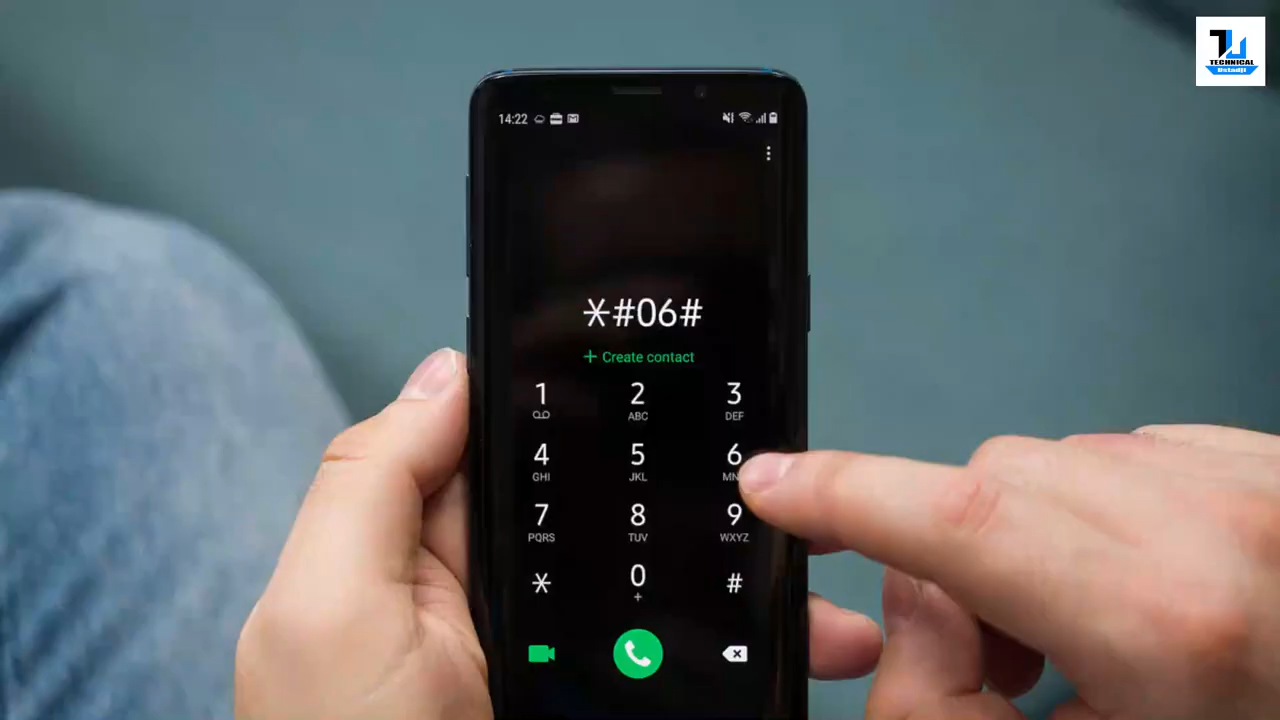 TECHNICAL
Ustadji
14:22
*#06#
+ Create contact
1 2 3
ABC DEF
4 5 6
GHI JKL MN
7 8 9
PQRS TUV WXYZ
* 0 #
+